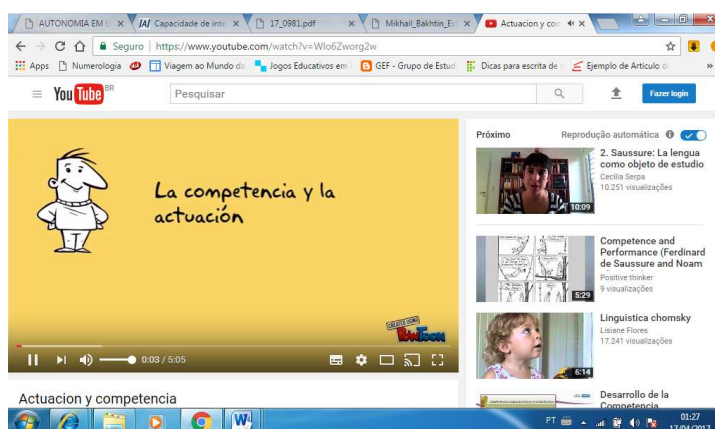 AUTONOMIA EM U
Capacidade de inte
17_0981.pdf
Mikhail_Bakhtin_Es
Actuacion y con
Seguro | https://www.youtube.com/watch?v=Wlo6Zworg2w
Apps Numerologia Viagem ao Mundo da Jogos Educativos em GEF - Grupo de Estud. Dicas para escrita de Ejemplo de Artículo d
YouTube BR
Pesquisar
Fazer login
La competencia y la
actuación
CREATED USING
PowToon
0:03 / 5:05
Actuacion y competencia
Próximo Reprodução automática
2. Saussure: La lengua
como objeto de estudio
Cecilia Serpa
10.251 visualizações
10:09
Competence and
Performance (Ferdinard
de Saussure and Noam
Positive thinker
9 visualizações
5:29
Linguistica chomsky
Lisiane Flores
17.241 visualizações
6:14
Desarrollo de la
Competencia
PT
01:27
17/04/2017